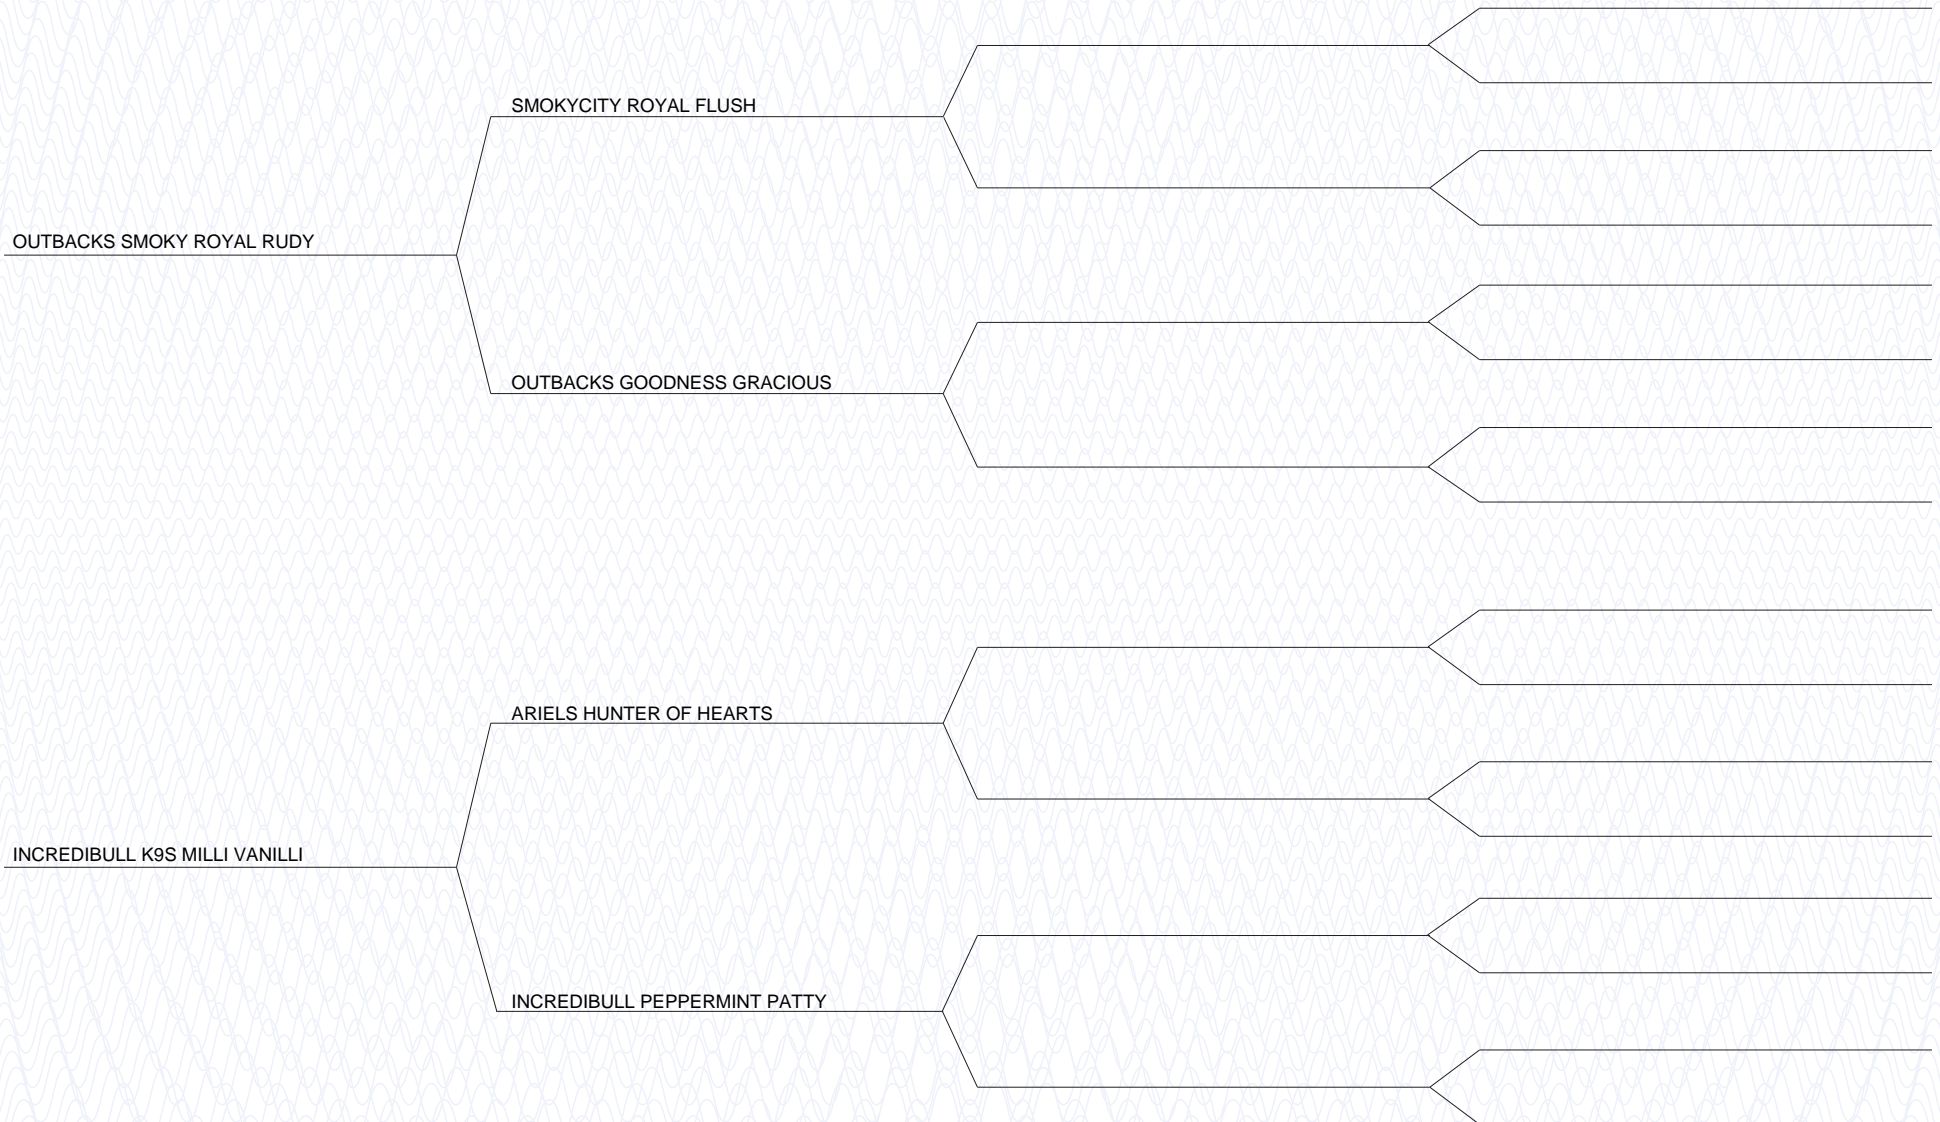 SMOKYCITY ROYAL FLUSH
OUTBACKS SMOKY ROYAL RUDY
OUTBACKS GOODNESS GRACIOUS
ARIELS HUNTER OF HEARTS
INCREDIBULL K9S MILLI VANILLI
INCREDIBULL PEPPERMINT PATTY